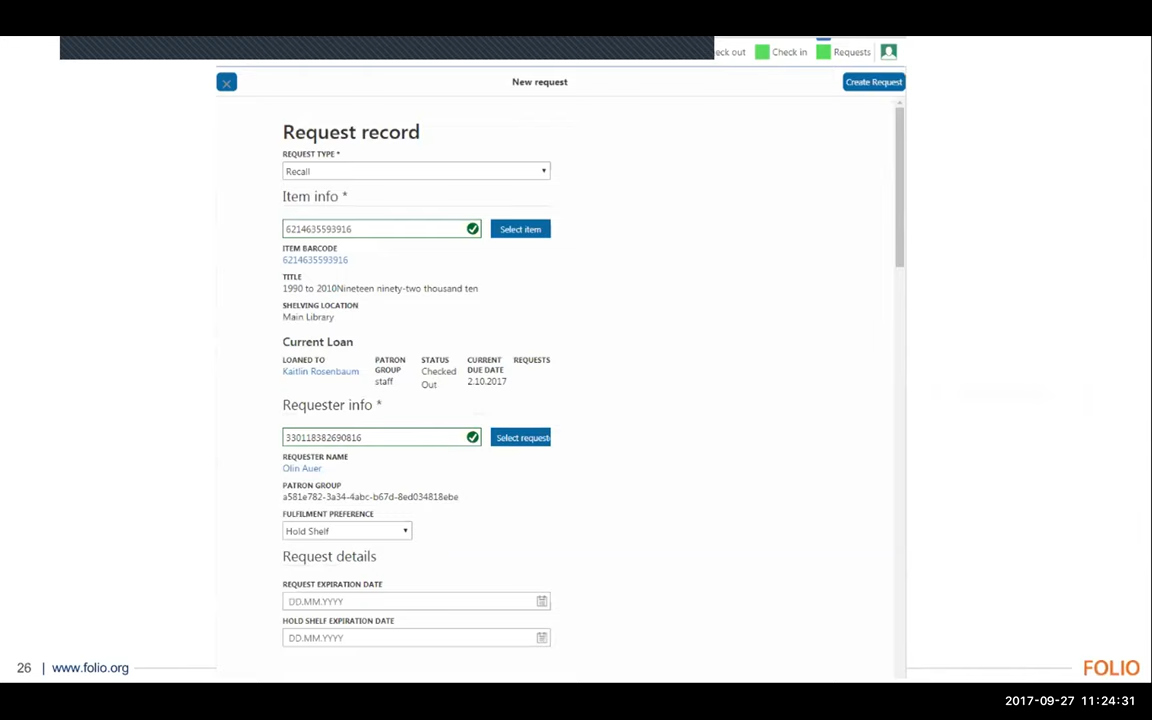 eck out Check in Requests
New request Create Request
Request record
REQUEST TYPE *
Recall
Item info *
6214635593916 Select item
ITEM BARCODE
6214635593916
TITLE
1990 to 2010Nineteen ninety-two thousand ten
SHELVING LOCATION
Main Library
Current Loan
LOANED TO PATRON GROUP STATUS CURRENT DUE DATE REQUESTS
Kaitlin Rosenbaum staff Checked Out 2.10.2017
Requester info *
330118382690816 Select request
REQUESTER NAME
Olin Auer
PATRON GROUP
a581e782-3a34-4abc-b67d-8ed034818ebe
FULFILMENT PREFERENCE
Hold Shelf
Request details
REQUEST EXPIRATION DATE
DD.MM.YYYY
HOLD SHELF EXPIRATION DATE
DD.MM.YYYY
26 | www.folio.org FOLIO
2017-09-27 11:24:31